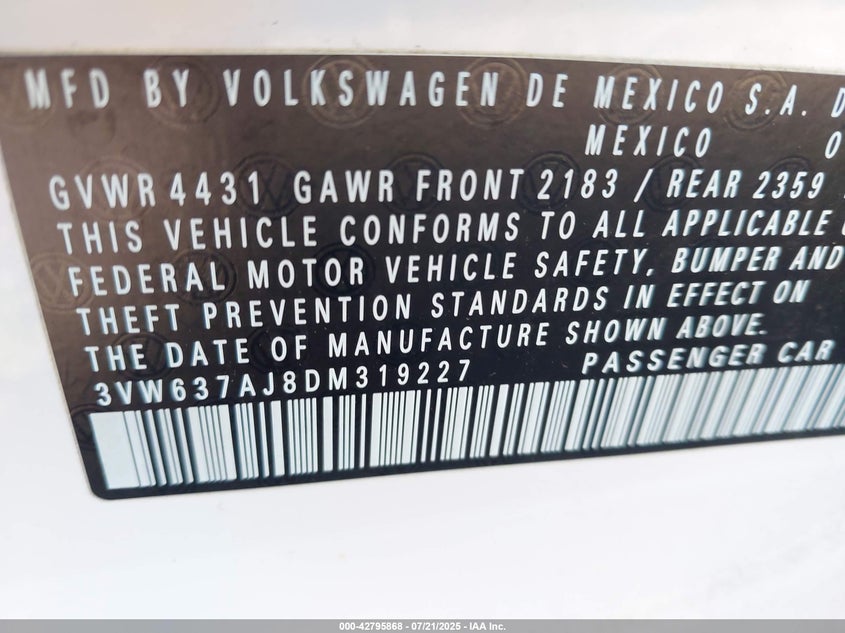 MFD BY VOLKSWAGEN DE MEXICO S.A. D
MEXICO O
GVWR 4431 GAWR FRONT 2183 / REAR 2359
THIS VEHICLE CONFORMS TO ALL APPLICABLE
FEDERAL MOTOR VEHICLE SAFETY, BUMPER AND
THEFT PREVENTION STANDARDS IN EFFECT ON
THE DATE OF MANUFACTURE SHOWN ABOVE.
3VW637AJ8DM319227 PASSENGER CAR
000-42795868 - 07/21/2025 - IAA Inc.